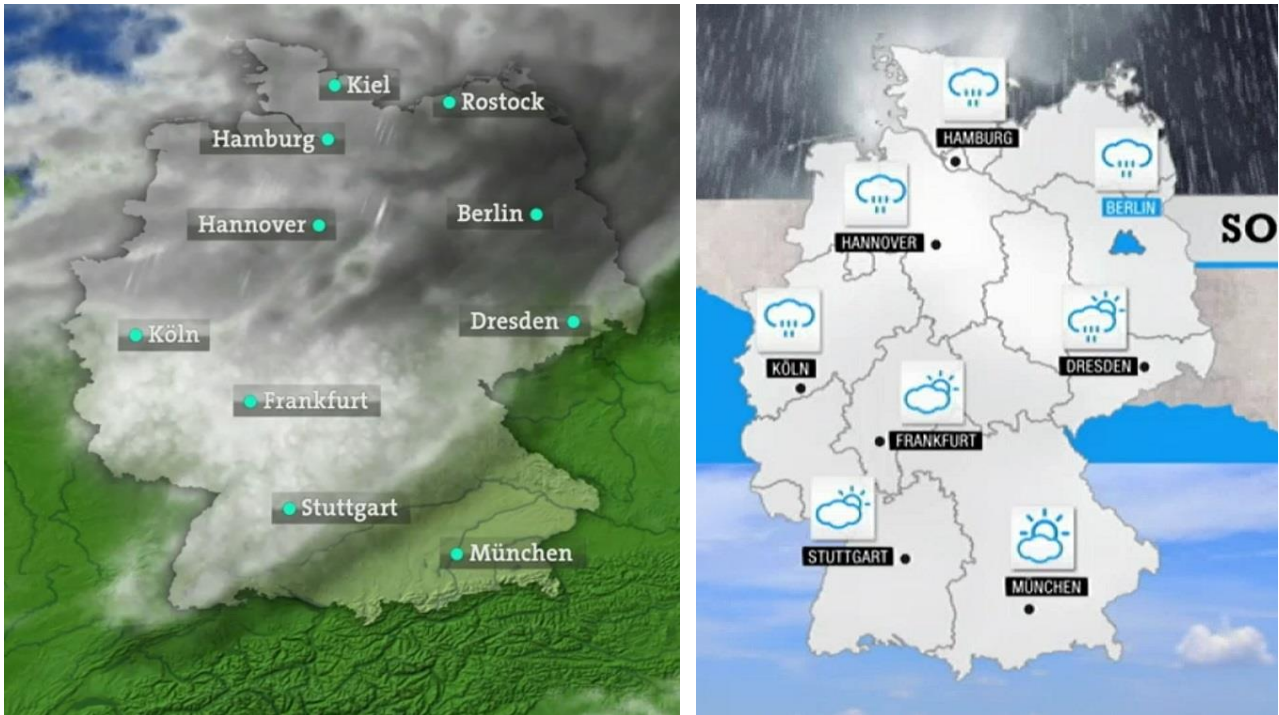 Kiel
Rostock
Hamburg
Hannover
Berlin
Köln
Dresden
Frankfurt
Stuttgart
München
HAMBURG
BERLIN
HANNOVER
SO
KÖLN
DRESDEN
FRANKFURT
STUTTGART
MÜNCHEN